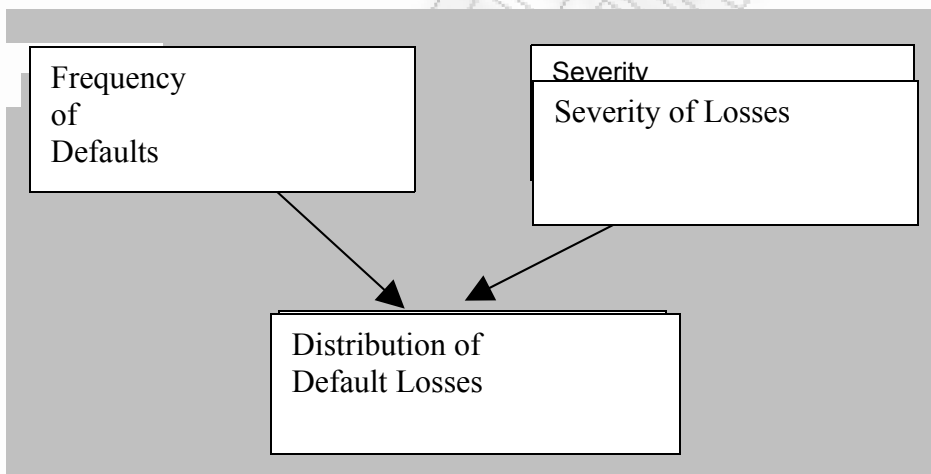 Frequency
of
Defaults
Severity
Severity of Losses
Distribution of
Default Losses